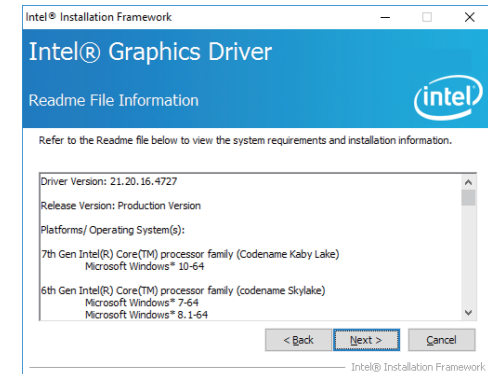 Intel® Installation Framework
Intel® Graphics Driver
Readme File Information
intel
Refer to the Readme file below to view the system requirements and installation information.
Driver Version: 21.20.16.4727
Release Version: Production Version
Platforms/ Operating System(s):
7th Gen Intel(R) Core(TM) processor family (Codename Kaby Lake)
Microsoft Windows* 10-64
6th Gen Intel(R) Core(TM) processor family (codename Skylake)
Microsoft Windows* 7-64
Microsoft Windows* 8.1-64
< Back Next > Cancel
Intel® Installation Framework